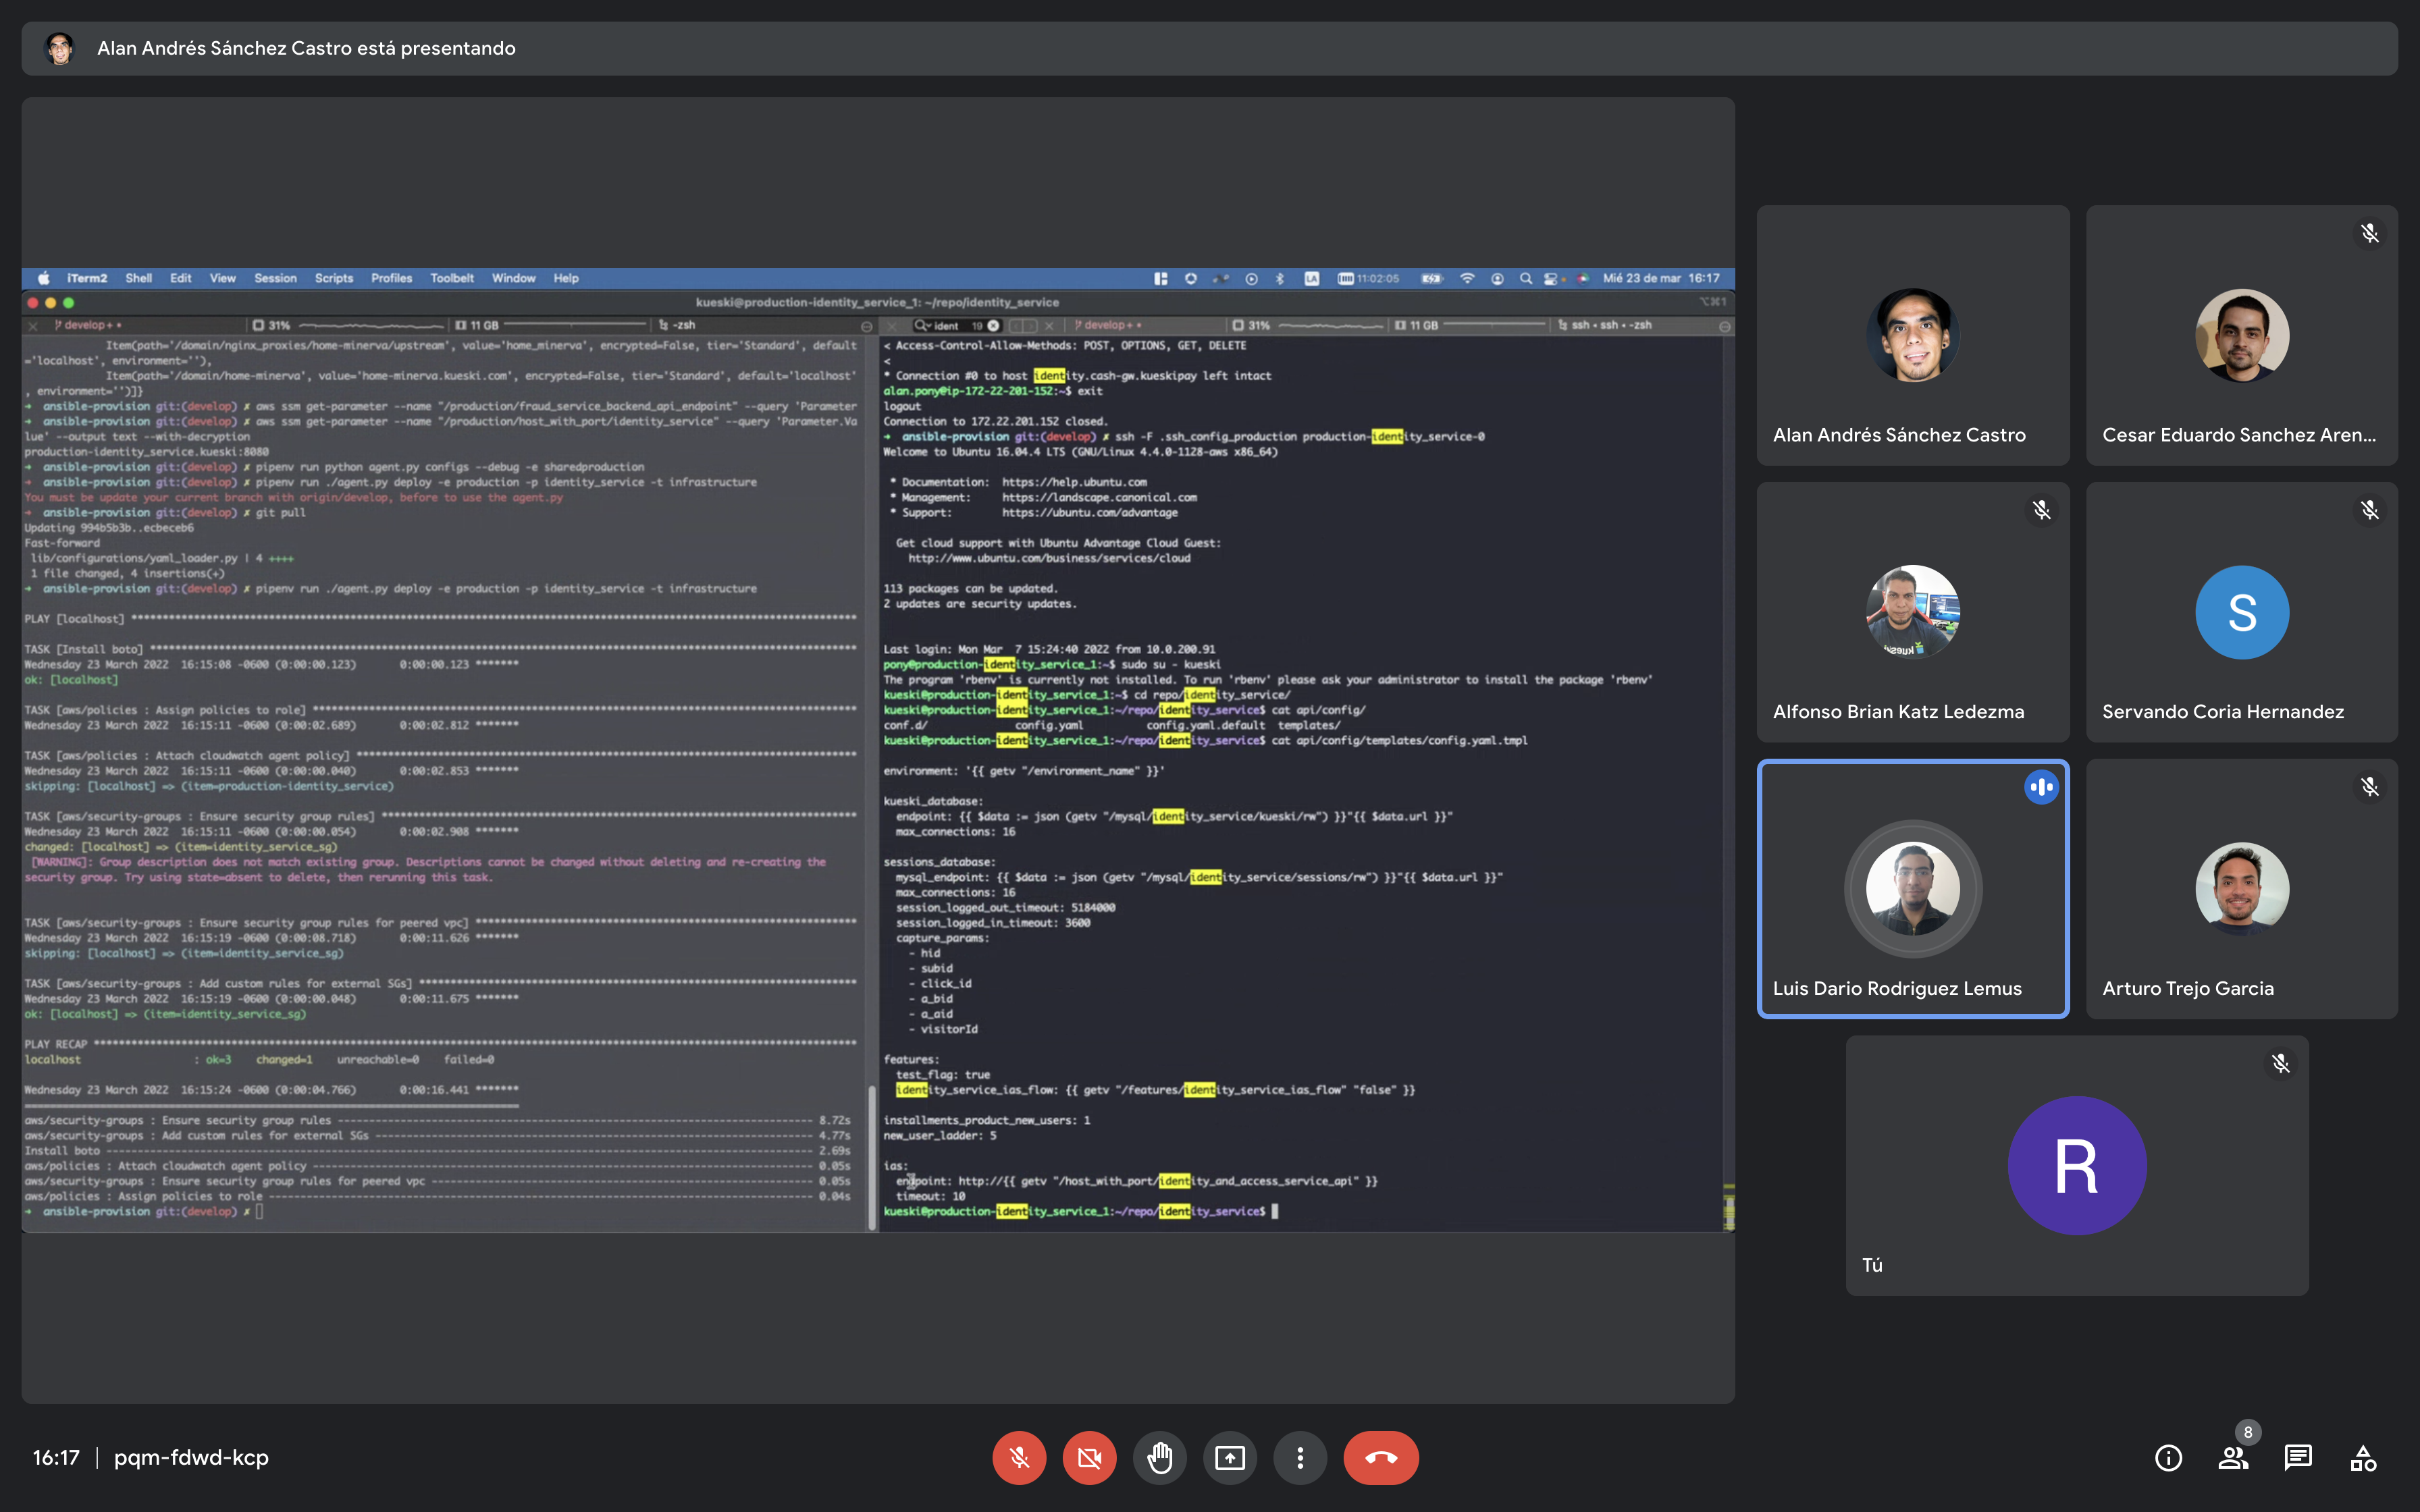 Alan Andrés Sánchez Castro está presentando
iTerm2 Shell Edit View Session Scripts Profiles Toolbelt Window Help
LA 11:02:05 Mié 23 de mar 16:17
kueski@production-identity_service_1: ~/repo/identity_service
⌥⌘1
develop+ • 31% 11 GB -zsh
Item(path='/domain/nginx_proxies/home-minerva/upstream', value='home_minerva', encrypted=False, tier='Standard', default
='localhost', environment=''),
Item(path='/domain/home-minerva', value='home-minerva.kueski.com', encrypted=False, tier='Standard', default='localhost'
, environment='')]}
➜ ansible-provision git:(develop) ✗ aws ssm get-parameter --name "/production/fraud_service_backend_api_endpoint" --query 'Parameter
➜ ansible-provision git:(develop) ✗ aws ssm get-parameter --name "/production/host_with_port/identity_service" --query 'Parameter.Va
lue' --output text --with-decryption
production-identity_service.kueski:8080
➜ ansible-provision git:(develop) ✗ pipenv run python agent.py configs --debug -e sharedproduction
➜ ansible-provision git:(develop) ✗ pipenv run ./agent.py deploy -e production -p identity_service -t infrastructure
You must be update your current branch with origin/develop, before to use the agent.py
➜ ansible-provision git:(develop) ✗ git pull
Updating 994b5b3b..ecbeceb6
Fast-forward
lib/configurations/yaml_loader.py | 4 ++++
1 file changed, 4 insertions(+)
➜ ansible-provision git:(develop) ✗ pipenv run ./agent.py deploy -e production -p identity_service -t infrastructure
PLAY [localhost] ****
TASK [Install boto] ****
Wednesday 23 March 2022 16:15:08 -0600 (0:00:00.123) 0:00:00.123 *******
ok: [localhost]
TASK [aws/policies : Assign policies to role] ****
Wednesday 23 March 2022 16:15:11 -0600 (0:00:02.689) 0:00:02.812 *******
TASK [aws/policies : Attach cloudwatch agent policy] ****
Wednesday 23 March 2022 16:15:11 -0600 (0:00:00.040) 0:00:02.853 *******
skipping: [localhost] => (item=production-identity_service)
TASK [aws/security-groups : Ensure security group rules] ****
Wednesday 23 March 2022 16:15:11 -0600 (0:00:00.054) 0:00:02.908 *******
changed: [localhost] => (item=identity_service_sg)
[WARNING]: Group description does not match existing group. Descriptions cannot be changed without deleting and re-creating the
security group. Try using state=absent to delete, then rerunning this task.
TASK [aws/security-groups : Ensure security group rules for peered vpc] ****
Wednesday 23 March 2022 16:15:19 -0600 (0:00:08.718) 0:00:11.626 *******
skipping: [localhost] => (item=identity_service_sg)
TASK [aws/security-groups : Add custom rules for external SGs] ****
Wednesday 23 March 2022 16:15:19 -0600 (0:00:00.048) 0:00:11.675 *******
ok: [localhost] => (item=identity_service_sg)
PLAY RECAP ****
localhost : ok=3 changed=1 unreachable=0 failed=0
Wednesday 23 March 2022 16:15:24 -0600 (0:00:04.766) 0:00:16.441 *******
====
aws/security-groups : Ensure security group rules ---- 8.72s
aws/security-groups : Add custom rules for external SGs ---- 4.77s
Install boto ---- 2.69s
aws/policies : Attach cloudwatch agent policy ---- 0.05s
aws/security-groups : Ensure security group rules for peered vpc ---- 0.05s
aws/policies : Assign policies to role ---- 0.04s
➜ ansible-provision git:(develop) ✗
ident 19 develop+ • 31% 11 GB ssh • ssh • -zsh
< Access-Control-Allow-Methods: POST, OPTIONS, GET, DELETE
<
* Connection #0 to host identity.cash-gw.kueskipay left intact
alan.pony@ip-172-22-201-152:~$ exit
logout
Connection to 172.22.201.152 closed.
➜ ansible-provision git:(develop) ✗ ssh -F .ssh_config_production production-identity_service-0
Welcome to Ubuntu 16.04.4 LTS (GNU/Linux 4.4.0-1128-aws x86_64)
* Documentation: https://help.ubuntu.com
* Management: https://landscape.canonical.com
* Support: https://ubuntu.com/advantage
Get cloud support with Ubuntu Advantage Cloud Guest:
http://www.ubuntu.com/business/services/cloud
113 packages can be updated.
2 updates are security updates.
Last login: Mon Mar 7 15:24:40 2022 from 10.0.200.91
pony@production-identity_service_1:~$ sudo su - kueski
The program 'rbenv' is currently not installed. To run 'rbenv' please ask your administrator to install the package 'rbenv'
kueski@production-identity_service_1:~$ cd repo/identity_service/
kueski@production-identity_service_1:~/repo/identity_service$ cat api/config/
conf.d/ config.yaml config.yaml.default templates/
kueski@production-identity_service_1:~/repo/identity_service$ cat api/config/templates/config.yaml.tmpl
environment: '{{ getv "/environment_name" }}'
kueski_database:
endpoint: {{ $data := json (getv "/mysql/identity_service/kueski/rw") }}"{{ $data.url }}"
max_connections: 16
sessions_database:
mysql_endpoint: {{ $data := json (getv "/mysql/identity_service/sessions/rw") }}"{{ $data.url }}"
max_connections: 16
session_logged_out_timeout: 5184000
session_logged_in_timeout: 3600
capture_params:
- hid
- subid
- click_id
- a_bid
- a_aid
- visitorId
features:
test_flag: true
identity_service_ias_flow: {{ getv "/features/identity_service_ias_flow" "false" }}
installments_product_new_users: 1
new_user_ladder: 5
ias:
endpoint: http://{{ getv "/host_with_port/identity_and_access_service_api" }}
timeout: 10
kueski@production-identity_service_1:~/repo/identity_service$
Alan Andrés Sánchez Castro
Cesar Eduardo Sanchez Aren...
Alfonso Brian Katz Ledezma
S
Servando Coria Hernandez
Luis Dario Rodriguez Lemus
Arturo Trejo Garcia
R
Tú
16:17 | pqm-fdwd-kcp
8